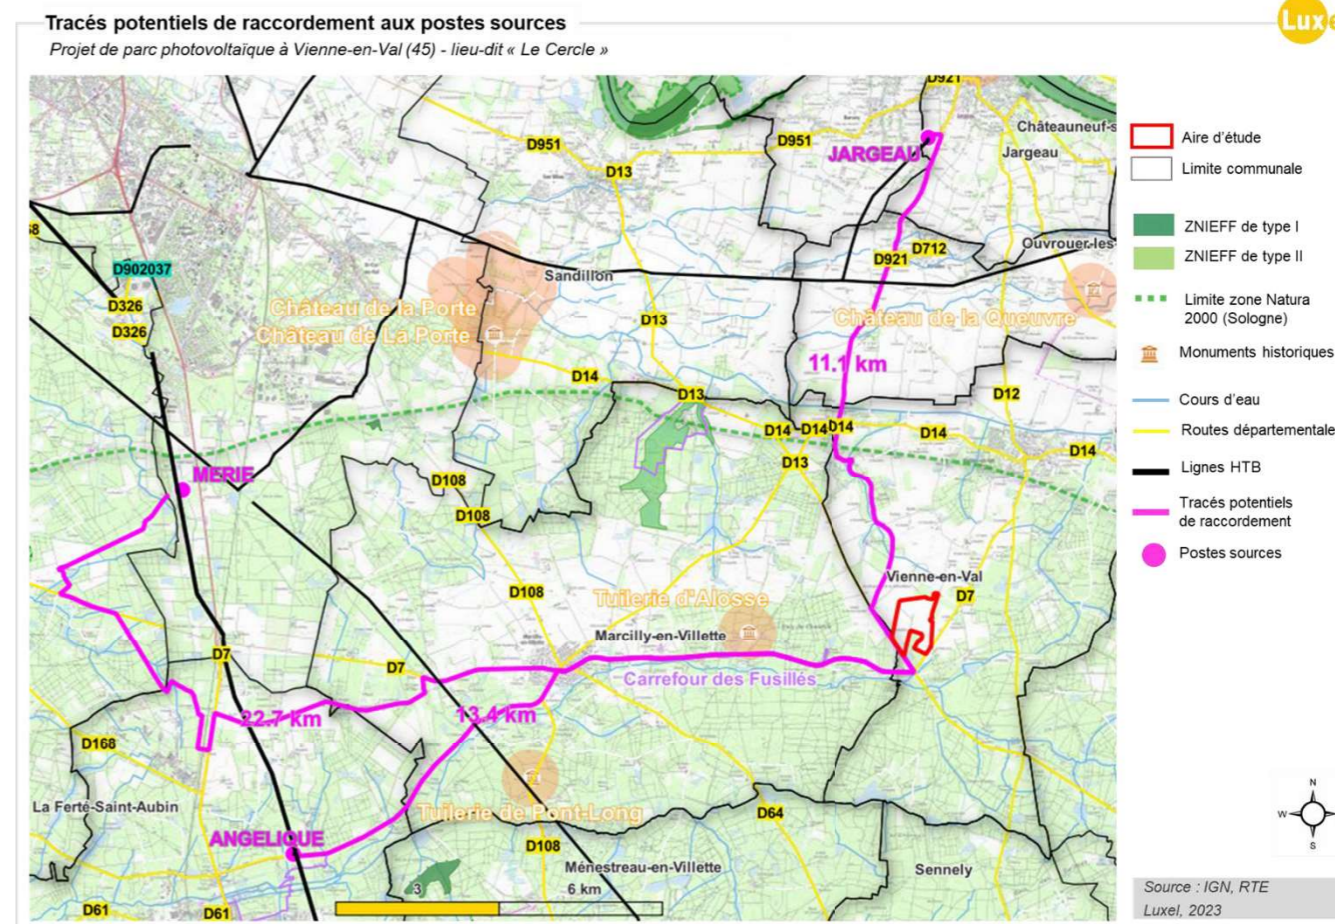 Tracés potentiels de raccordement aux postes sources
Lux
Projet de parc photovoltaïque à Vienne-en-Val (45) - lieu-dit « Le Cercle »
D921
D951
D951
Châteauneuf-s
JARGEAU
Jargeau
D13
D712
Ouvrouer-les-
D921
D902037
Sandillon
D326
Château de la Porte
Château de La Porte
D13
Château de la Queuvre
D326
11.1 km
D14
D13
D12
D14
D14
D14
D14
D14
D13
MERIE
D108
D108
Vienne-en-Val
D108
Tuilerie d'Alosse
D7
Marcilly-en-Villette
D7
D7
Carrefour des Fusillés
22.7 km
13.4 km
D168
La Ferté-Saint-Aubin
Tuilerie de Pont-Long
D64
ANGELIQUE
D108
Ménestreau-en-Villette
Sennely
3
6 km
D61
D61
Aire d'étude
Limite communale
ZNIEFF de type I
ZNIEFF de type II
Limite zone Natura
2000 (Sologne)
Monuments historiques
Cours d'eau
Routes départementale
Lignes HTB
Tracés potentiels
de raccordement
Postes sources
N
W
S
Source : IGN, RTE
Luxel, 2023